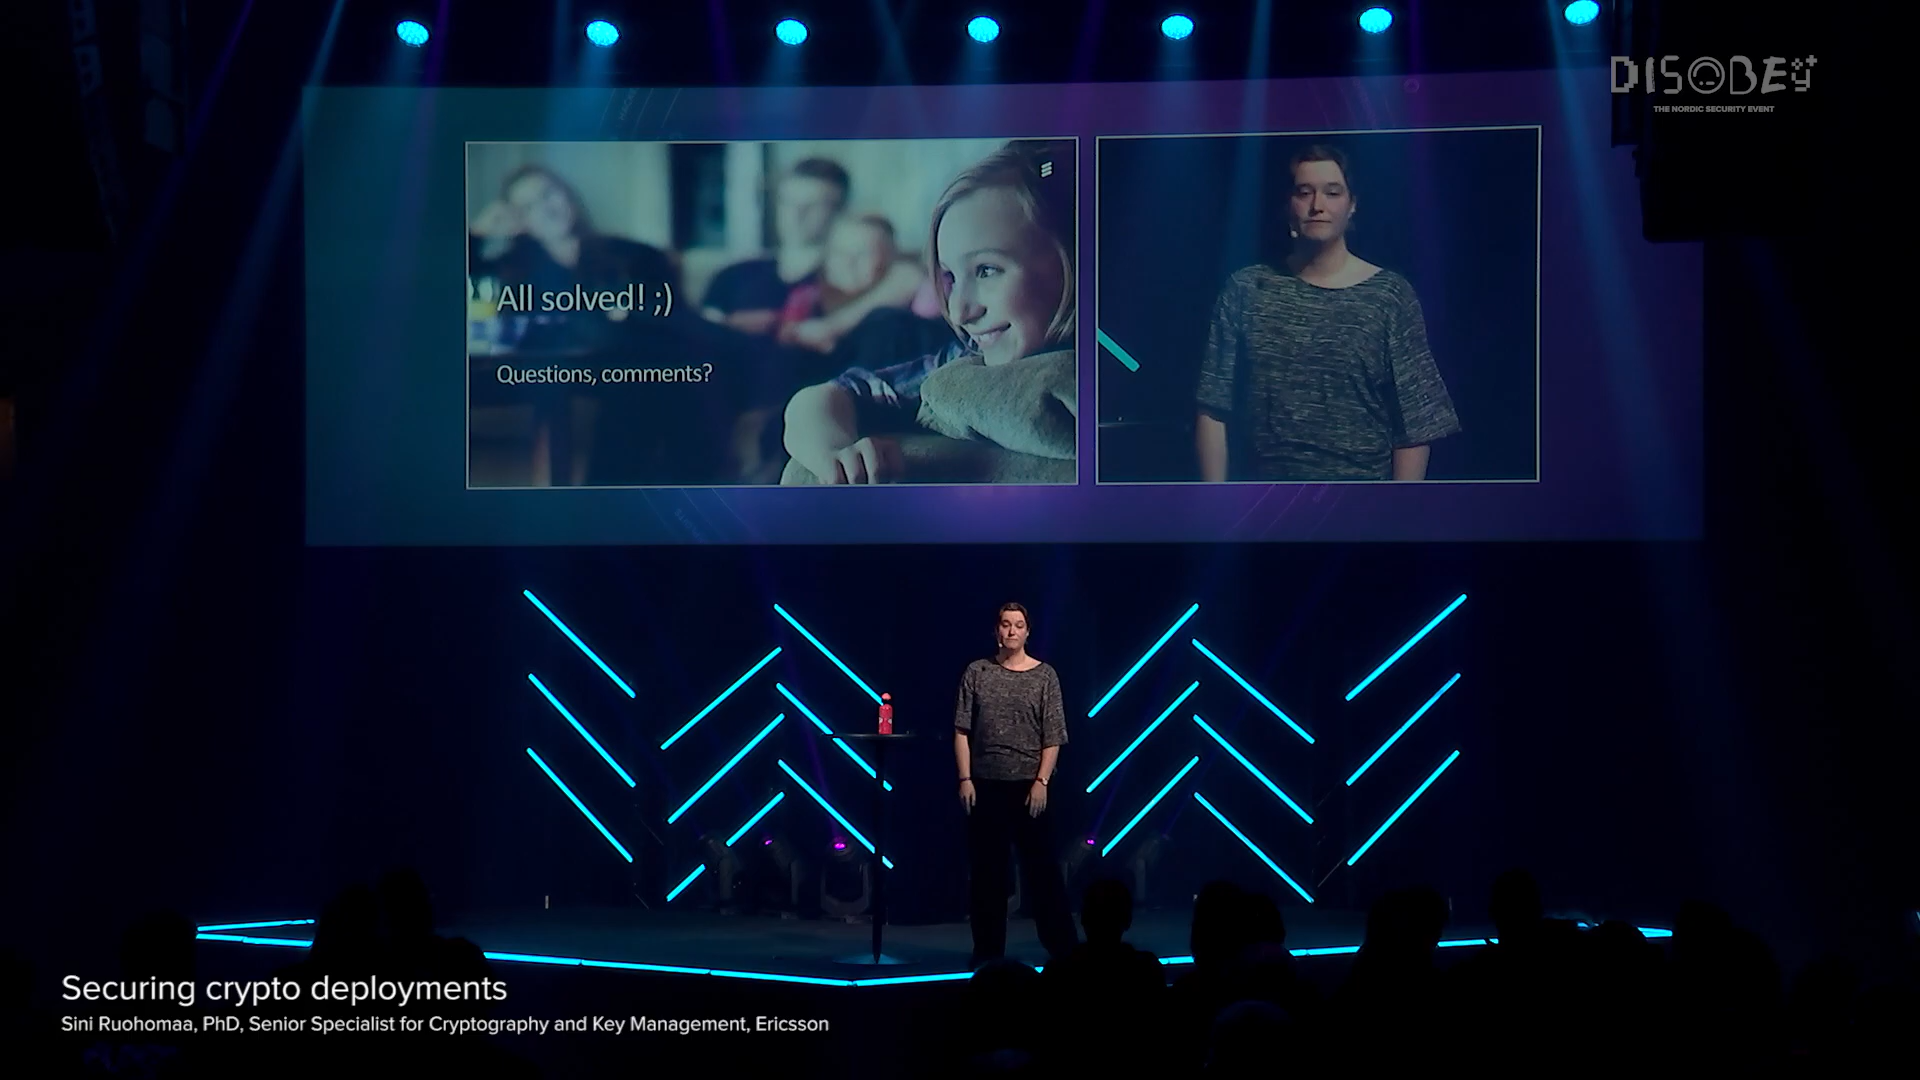 DISOBEY
THE NORDIC SECURITY EVENT
All solved! ;)
Questions, comments?
Securing crypto deployments
Sini Ruohomaa, PhD, Senior Specialist for Cryptography and Key Management, Ericsson